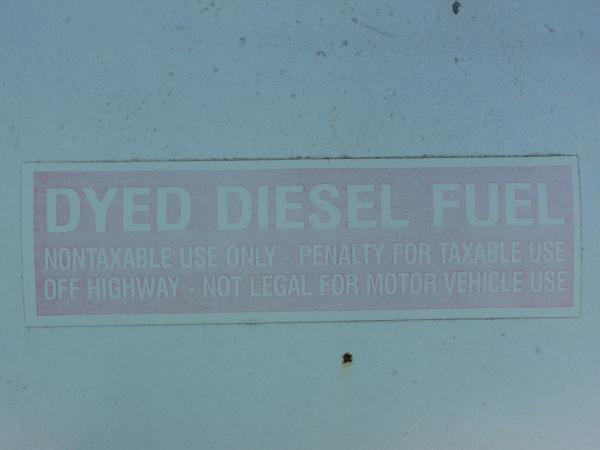 DYED DIESEL FUEL
NONTAXABLE USE ONLY - PENALTY FOR TAXABLE USE
OFF HIGHWAY - NOT LEGAL FOR MOTOR VEHICLE USE